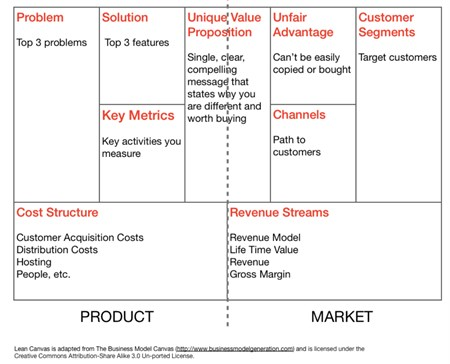 Problem
Top 3 problems
Solution
Top 3 features
Key Metrics
Key activities you
measure
Unique Value
Proposition
Single, clear,
compelling
message that
states why you
are different and
worth buying
Unfair
Advantage
Can't be easily
copied or bought
Channels
Path to
customers
Customer
Segments
Target customers
Cost Structure
Customer Acquisition Costs
Distribution Costs
Hosting
People, etc.
Revenue Streams
Revenue Model
Life Time Value
Revenue
Gross Margin
PRODUCT
MARKET
Lean Canvas is adapted from The Business Model Canvas (http://www.businessmodelgeneration.com) and is licensed under the
Creative Commons Attribution-Share Alike 3.0 Un-ported License.